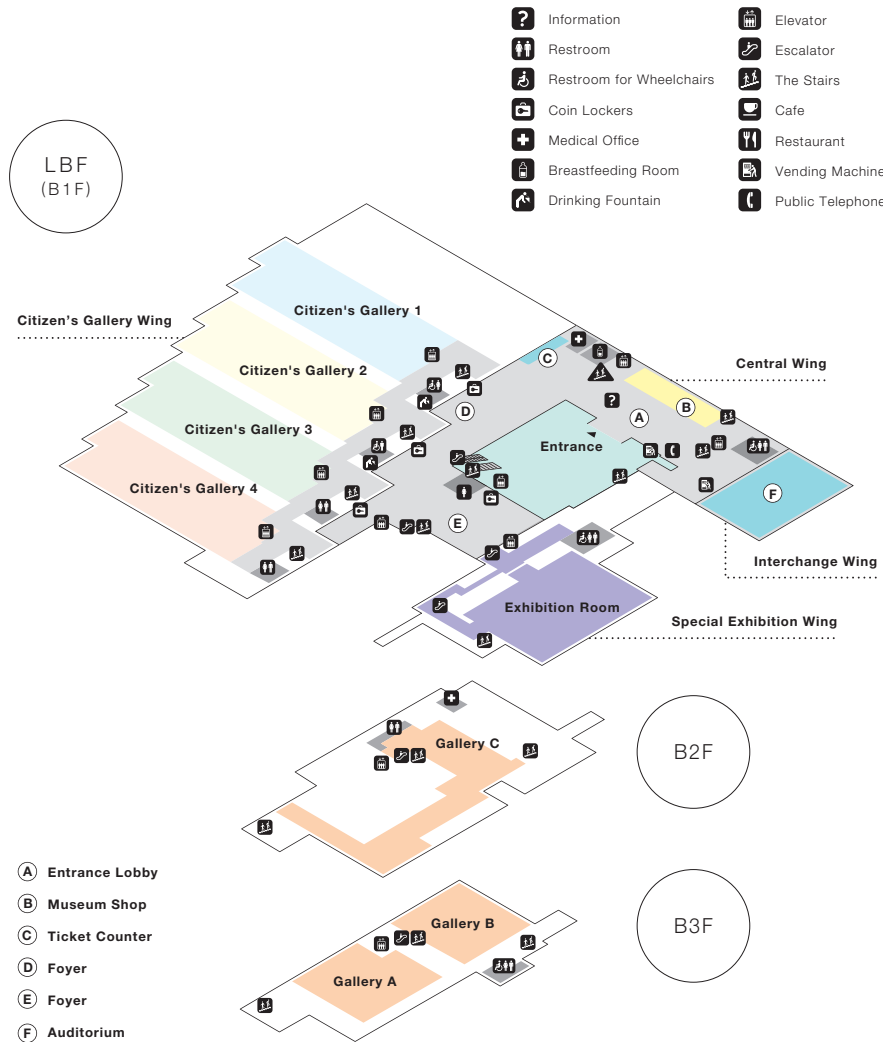 Information
Restroom
Restroom for Wheelchairs
Coin Lockers
Medical Office
Breastfeeding Room
Drinking Fountain
Elevator
Escalator
The Stairs
Cafe
Restaurant
Vending Machine
Public Telephone
LBF
(B1F)
Citizen's Gallery 1
Citizen's Gallery Wing
Citizen's Gallery 2
Citizen's Gallery 3
Citizen's Gallery 4
C
D
Central Wing
A
B
?
Entrance
E
F
Interchange Wing
Exhibition Room
Special Exhibition Wing
Gallery C
B2F
Gallery B
Gallery A
B3F
A Entrance Lobby
B Museum Shop
C Ticket Counter
D Foyer
E Foyer
F Auditorium